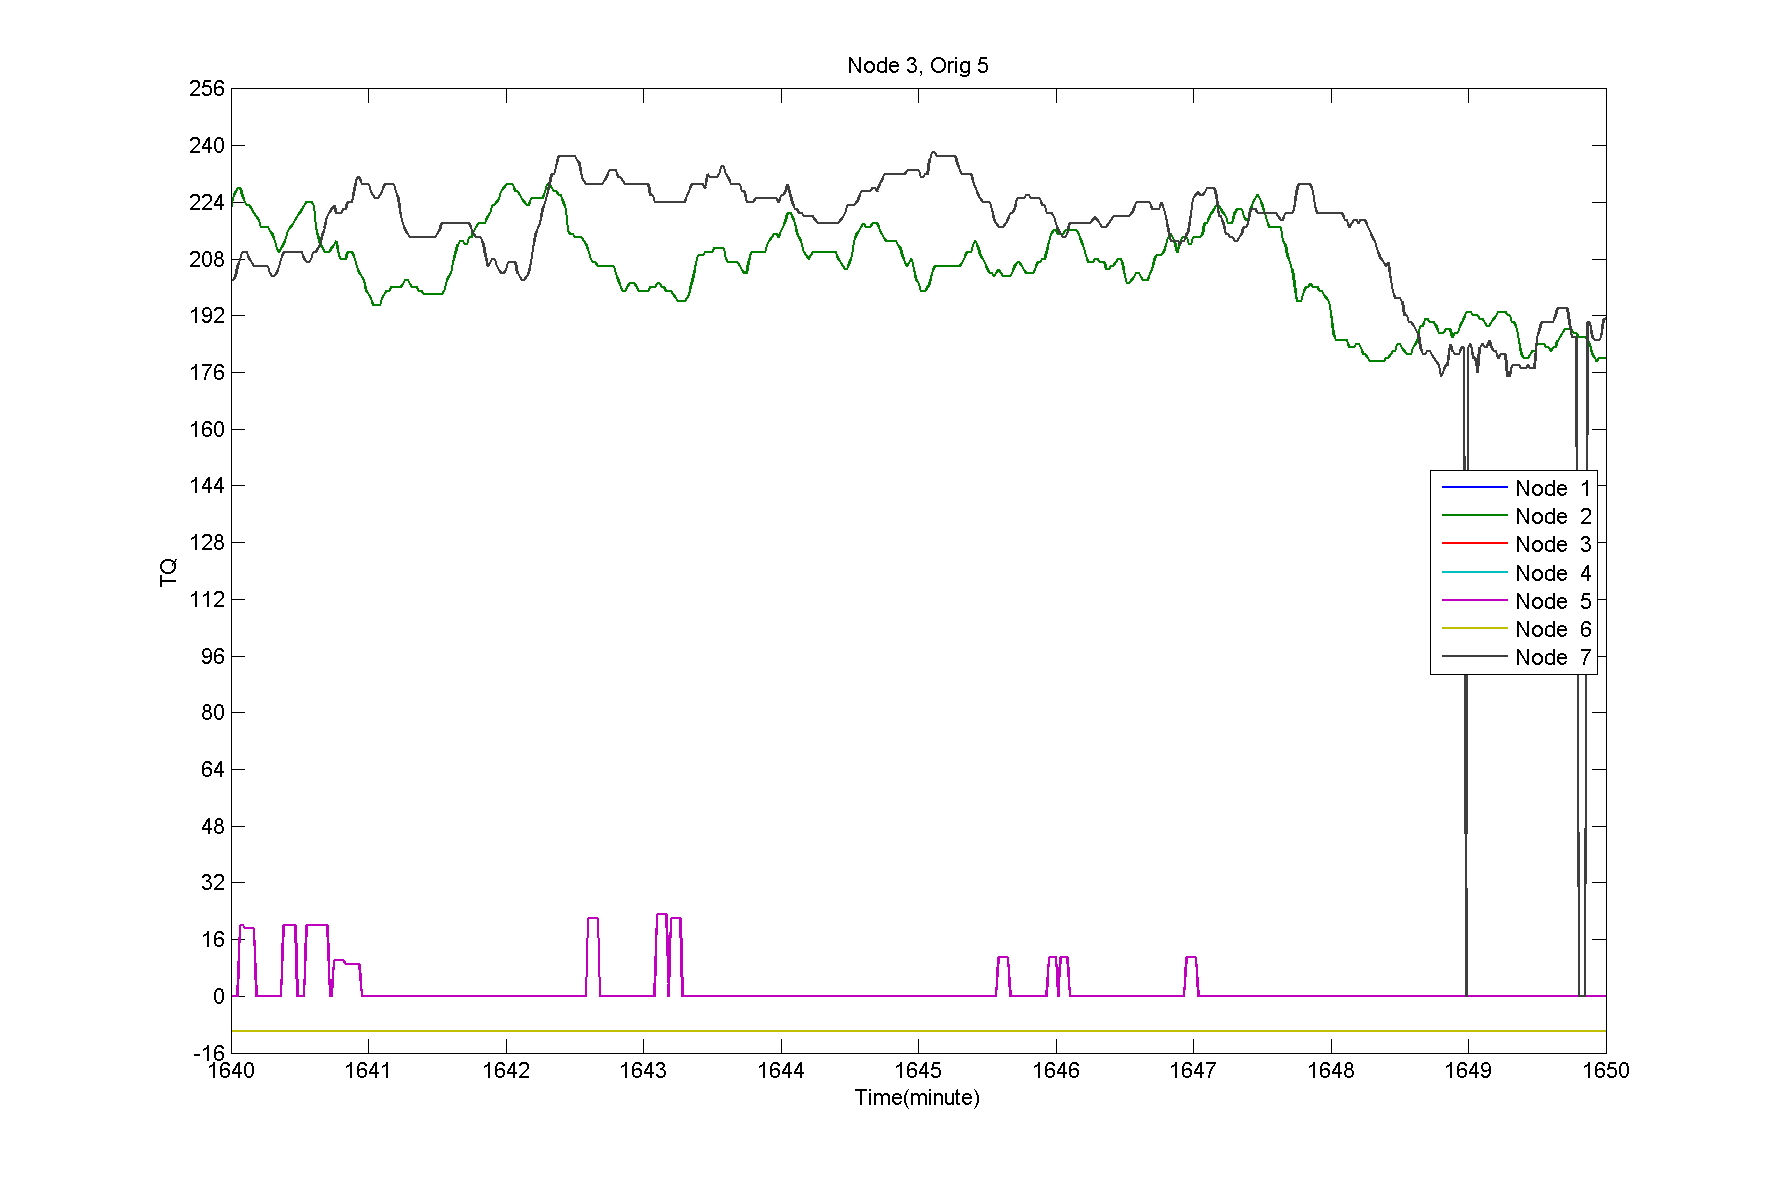 Node 3, Orig 5
256
240
224
208
192
176
160
144
128
112
96
80
64
48
32
16
0
-16
TQ
Node 1
Node 2
Node 3
Node 4
Node 5
Node 6
Node 7
1640 1641 1642 1643 1644 1645 1646 1647 1648 1649 1650
Time(minute)